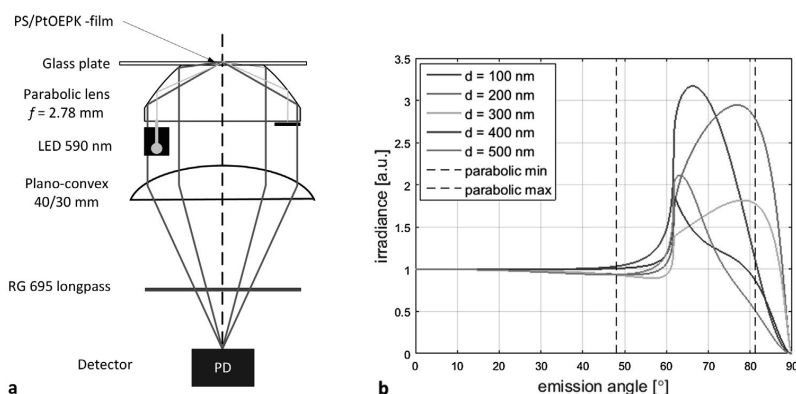 PS/PtOEPK -film
Glass plate
Parabolic lens
f = 2.78 mm
LED 590 nm
Plano-convex
40/30 mm
RG 695 longpass
Detector
PD
a
3.5
3
2.5
2
1.5
1
0.5
0
irradiance [a.u.]
d = 100 nm
d = 200 nm
d = 300 nm
d = 400 nm
d = 500 nm
parabolic min
parabolic max
0 10 20 30 40 50 60 70 80 90
emission angle [°]
b